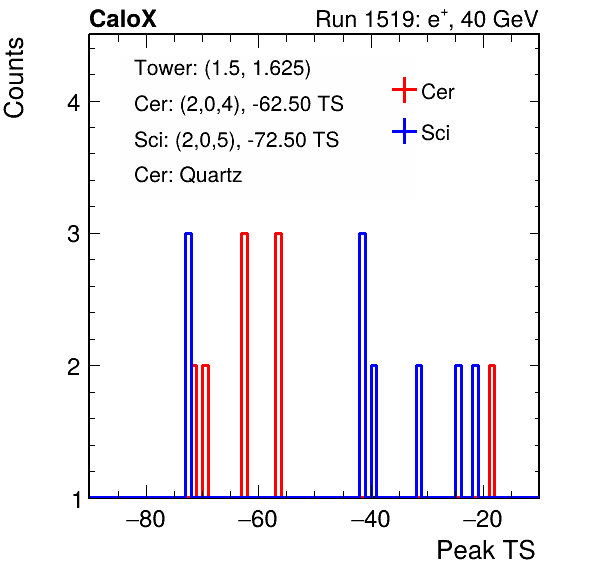 CaloX Run 1519: e⁺, 40 GeV
Counts
Tower: (1.5, 1.625)
Cer: (2,0,4), -62.50 TS
Sci: (2,0,5), -72.50 TS
Cer: Quartz
Cer
Sci
4
3
2
1
−80 −60 −40 −20
Peak TS